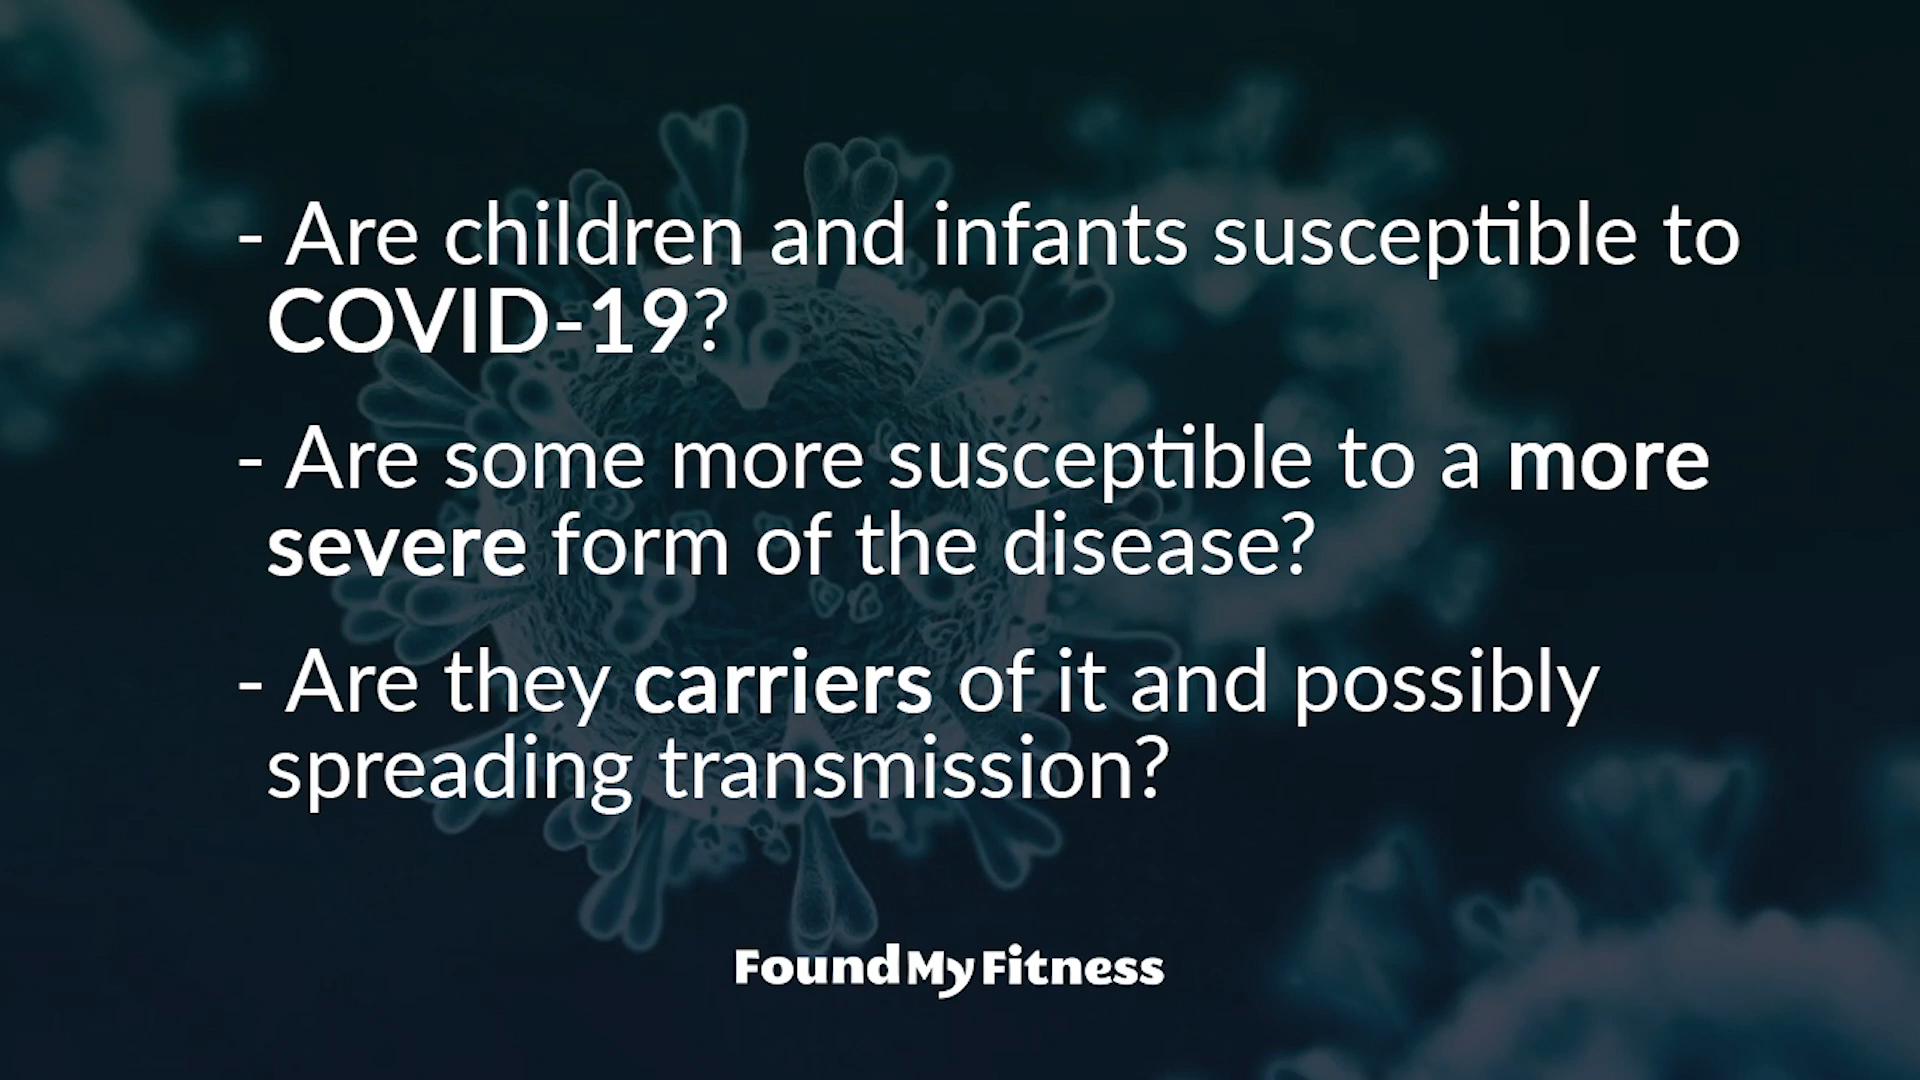 - Are children and infants susceptible to
COVID-19?
- Are some more susceptible to a more
severe form of the disease?
- Are they carriers of it and possibly
spreading transmission?
FoundMyFitness